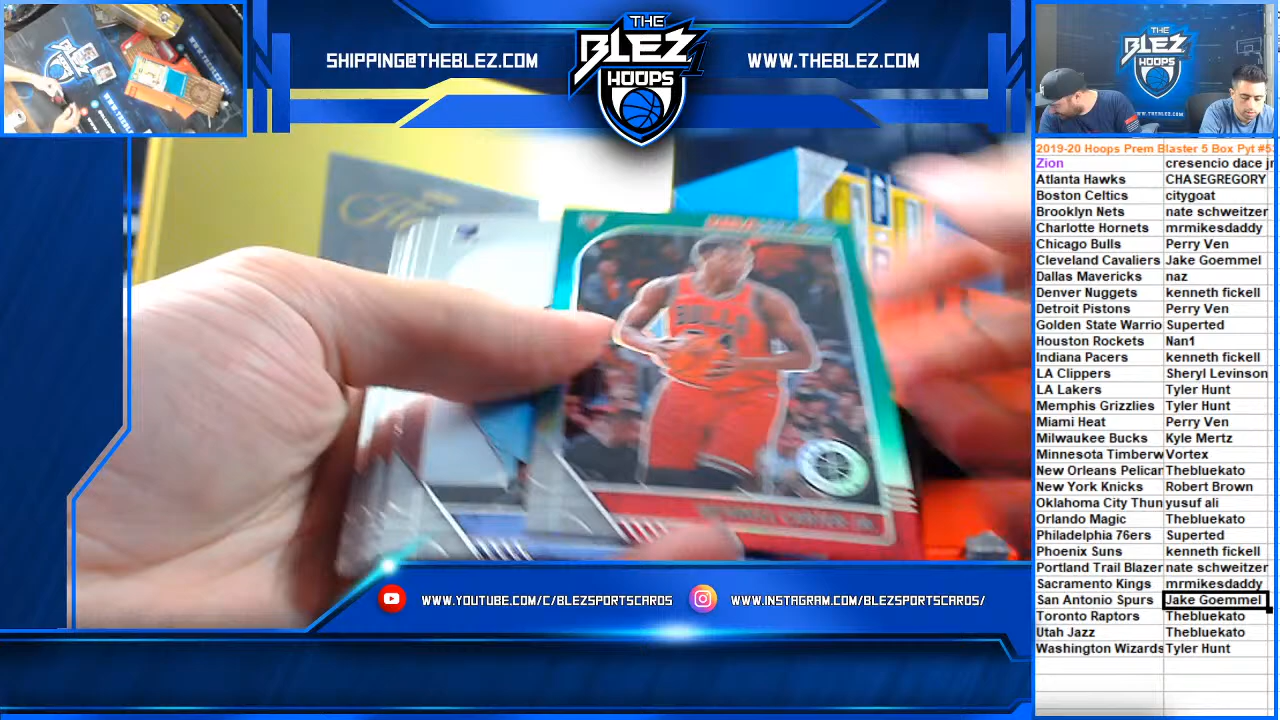 SHIPPING@THEBLEZ.COM
THE
BLEZ
HOOPS
WWW.THEBLEZ.COM
THE
BLEZ
HOOPS
2019-20 Hoops Prem Blaster 5 Box Pyt #5
Zion cresencio dace jr
Atlanta Hawks CHASEGREGORY
Boston Celtics citygoat
Brooklyn Nets nate schweitzer
Charlotte Hornets mrmikesdaddy
Chicago Bulls Perry Ven
Cleveland Cavaliers Jake Goemmel
Dallas Mavericks naz
Denver Nuggets kenneth fickell
Detroit Pistons Perry Ven
Golden State Warrio Superted
Houston Rockets Nan1
Indiana Pacers kenneth fickell
LA Clippers Sheryl Levinson
LA Lakers Tyler Hunt
Memphis Grizzlies Tyler Hunt
Miami Heat Perry Ven
Milwaukee Bucks Kyle Mertz
Minnesota Timberw Vortex
New Orleans Pelican Thebluekato
New York Knicks Robert Brown
Oklahoma City Thun yusuf ali
Orlando Magic Thebluekato
Philadelphia 76ers Superted
Phoenix Suns kenneth fickell
Portland Trail Blazer nate schweitzer
Sacramento Kings mrmikesdaddy
San Antonio Spurs Jake Goemmel
Toronto Raptors Thebluekato
Utah Jazz Thebluekato
Washington Wizards Tyler Hunt
BULLS
WWW.YOUTUBE.COM/C/BLEZSPORTSCARDS
WWW.INSTAGRAM.COM/BLEZSPORTSCARDS/